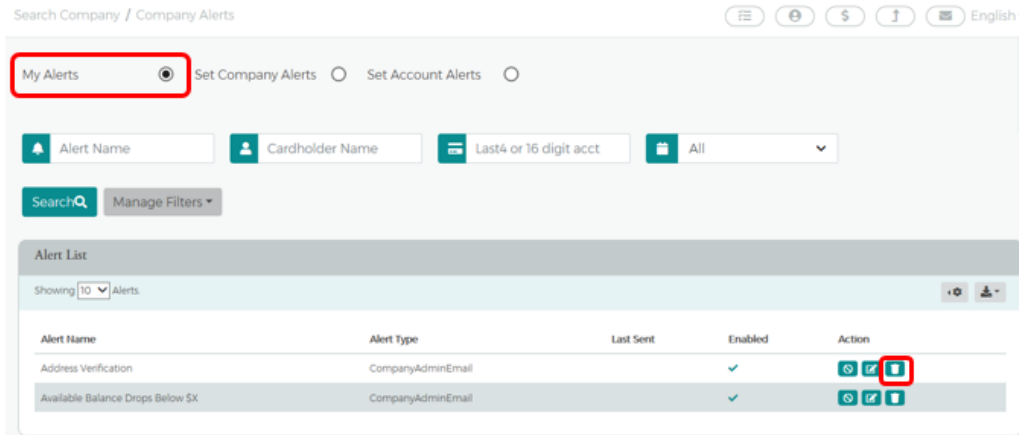 Search Company / Company Alerts
English
My Alerts Set Company Alerts Set Account Alerts
Alert Name Cardholder Name Last4 or 16 digit acct All
Search Manage Filters
Alert List
Showing 10 Alerts.
Alert Name Alert Type Last Sent Enabled Action
Address Verification CompanyAdminEmail
Available Balance Drops Below $X CompanyAdminEmail